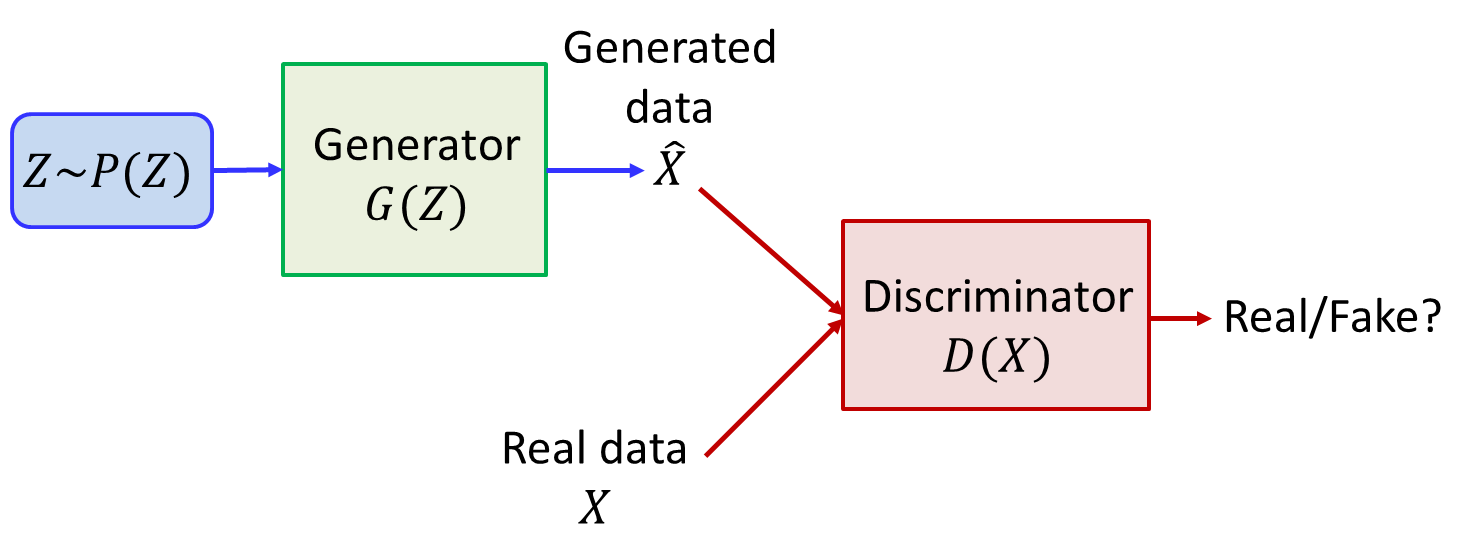 Z~P(Z)
Generator
G(Z)
Generated
data
X̂
Real data
X
Discriminator
D(X)
Real/Fake?